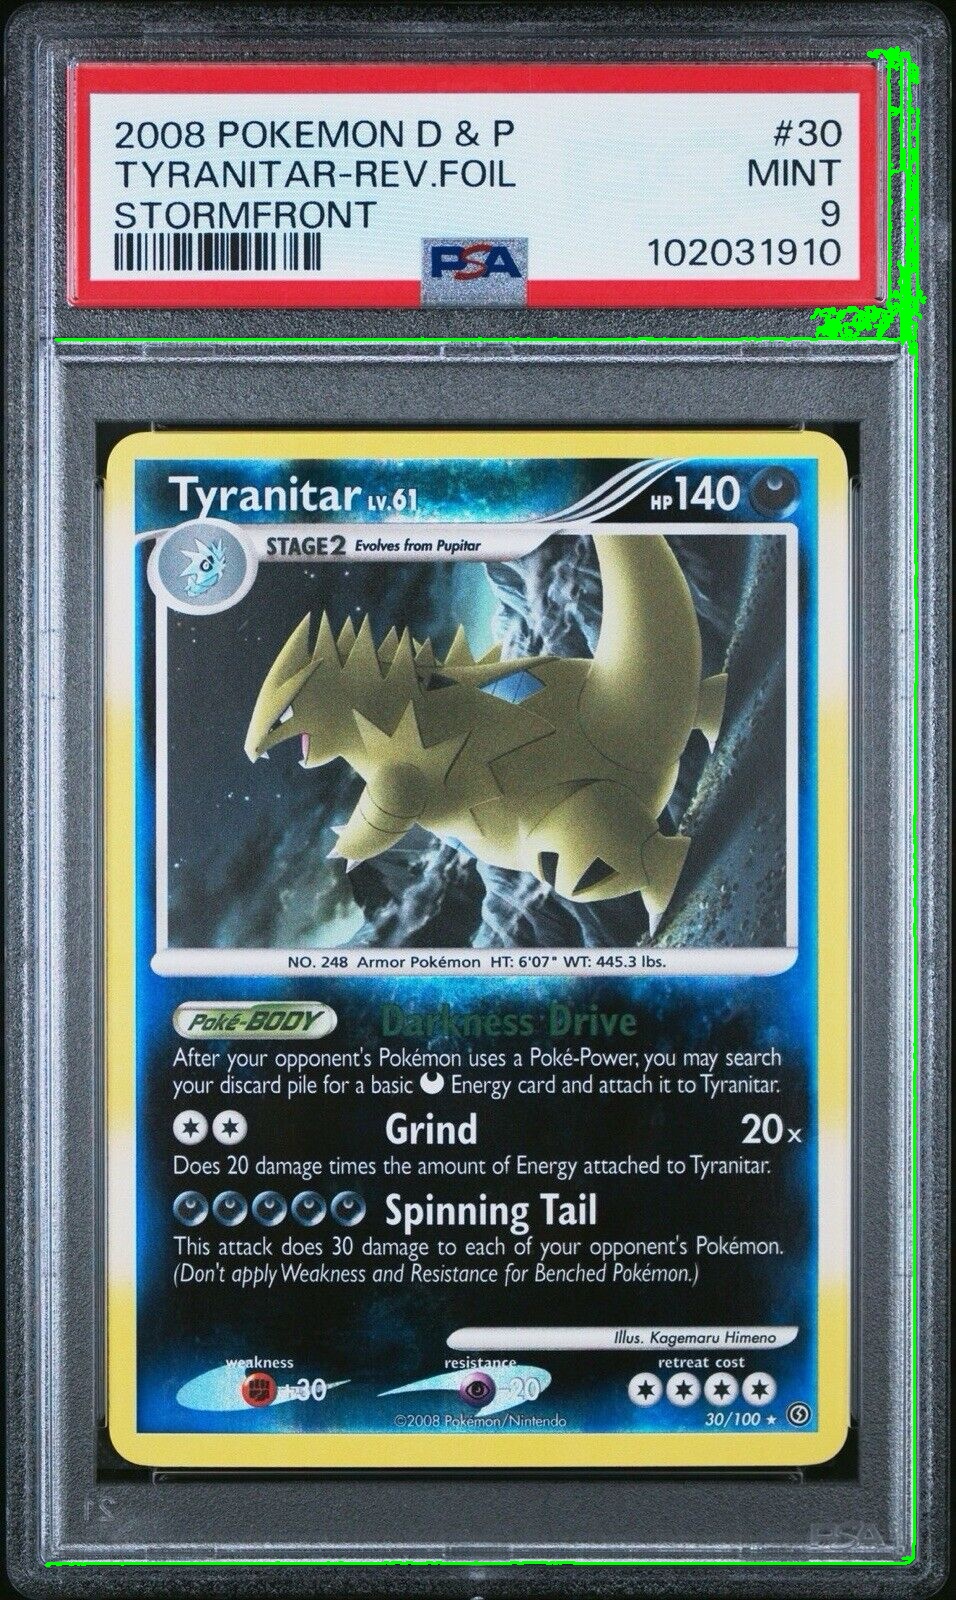 2008 POKEMON D & P #30
TYRANITAR-REV.FOIL MINT
STORMFRONT 9
PSA 102031910
Tyranitar LV.61 HP 140
STAGE2 Evolves from Pupitar
NO. 248 Armor Pokémon HT: 6'07" WT: 445.3 lbs.
Poké-BODY Darkness Drive
After your opponent's Pokémon uses a Poké-Power, you may search
your discard pile for a basic Energy card and attach it to Tyranitar.
Grind 20x
Does 20 damage times the amount of Energy attached to Tyranitar.
Spinning Tail
This attack does 30 damage to each of your opponent's Pokémon.
(Don't apply Weakness and Resistance for Benched Pokémon.)
Illus. Kagemaru Himeno
weakness resistance retreat cost
+30 -20
©2008 Pokémon/Nintendo 30/100 ★
21 PSA